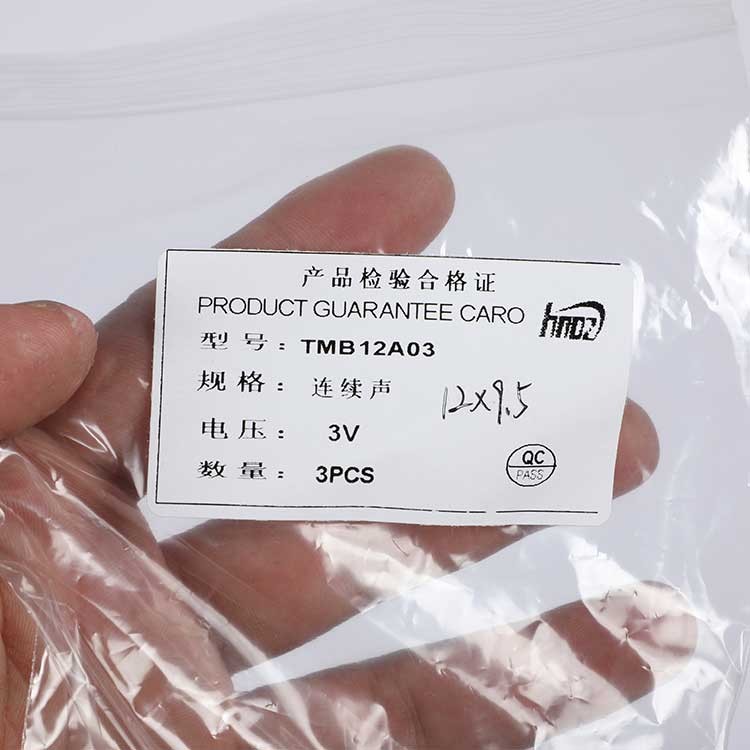 产品检验合格证
PRODUCT GUARANTEE CARO
hndz
型号：TMB12A03
规格：连续声
12X9.5
电压：3V
数量：3PCS
QC
PASS